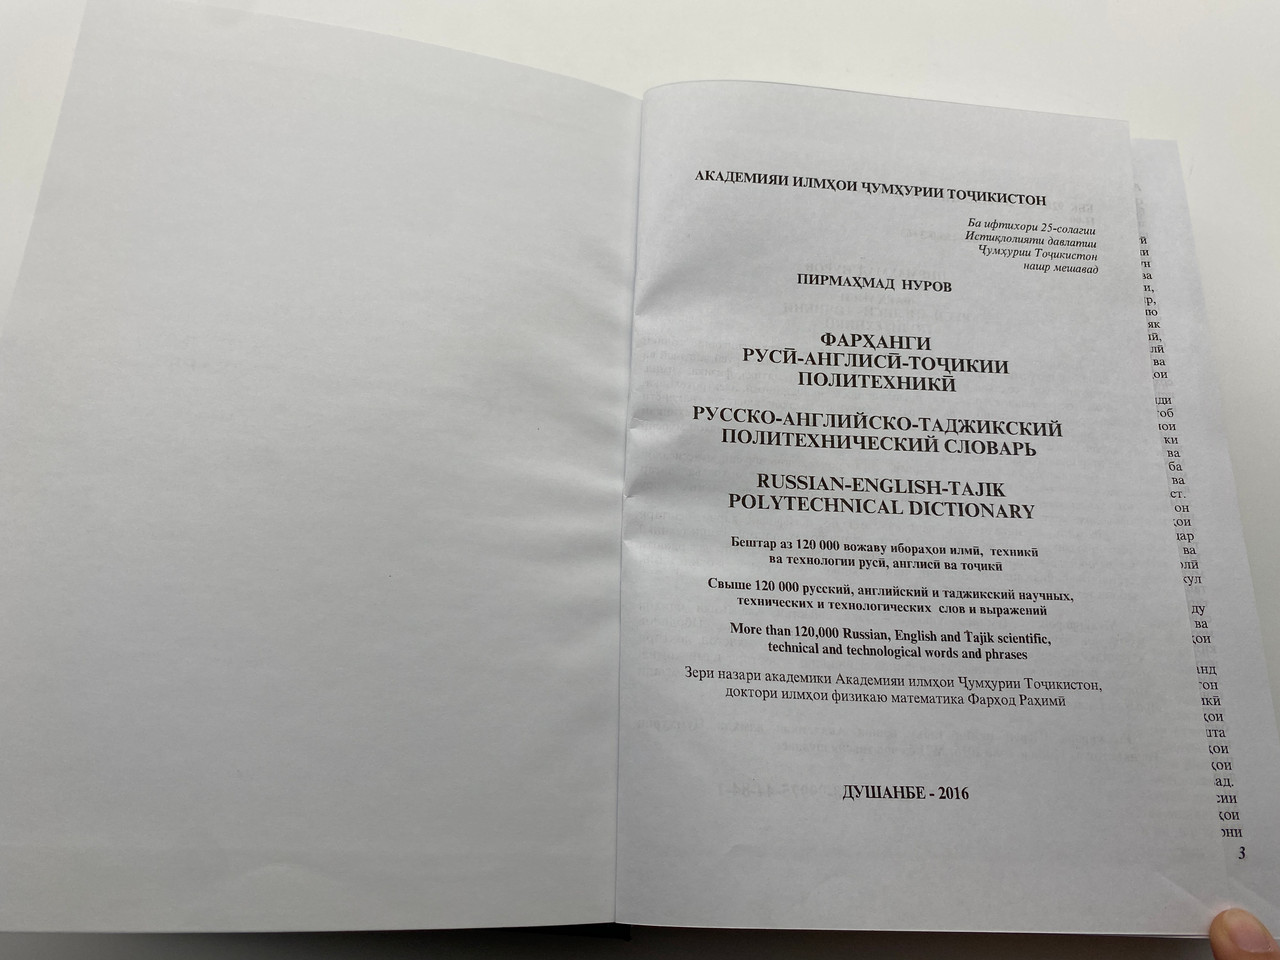 АКАДЕМИЯИ ИЛМҲОИ ҶУМҲУРИИ ТОҶИКИСТОН
Ба ифтихори 25-солагии
Истиқлолияти давлатии
Ҷумҳурии Тоҷикистон
нашр мешавад
ПИРМАҲМАД НУРОВ
ФАРҲАНГИ
РУСӢ-АНГЛИСӢ-ТОҶИКИИ
ПОЛИТЕХНИКӢ
РУССКО-АНГЛИЙСКО-ТАДЖИКСКИЙ
ПОЛИТЕХНИЧЕСКИЙ СЛОВАРЬ
RUSSIAN-ENGLISH-TAJIK
POLYTECHNICAL DICTIONARY
Бештар аз 120 000 вожаву ибораҳои илмӣ, техникӣ
ва технологии русӣ, англисӣ ва тоҷикӣ
Свыше 120 000 русский, английский и таджикский научных,
технических и технологических слов и выражений
More than 120,000 Russian, English and Tajik scientific,
technical and technological words and phrases
Зери назари академики Академияи илмҳои Ҷумҳурии Тоҷикистон,
доктори илмҳои физикаю математика Фарҳод Раҳимӣ
ДУШАНБЕ - 2016
3